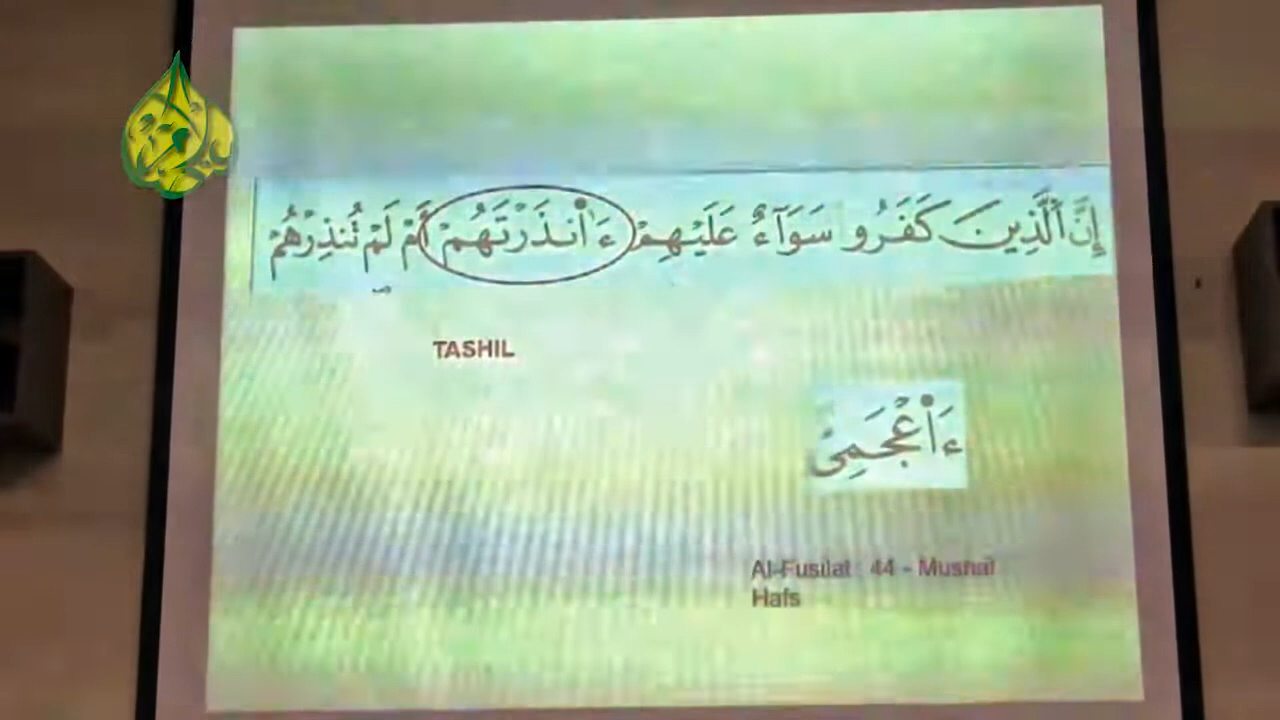 إِنَّ ٱلَّذِينَ كَفَرُوا۟ سَوَآءٌ عَلَيْهِمْ ءَا۬نذَرْتَهُمْ أَمْ لَمْ تُنذِرْهُمْ
TASHIL
ءَا۬عْجَمِىٌّ
Al-Fusilat : 44 - Mushaf
Hafs